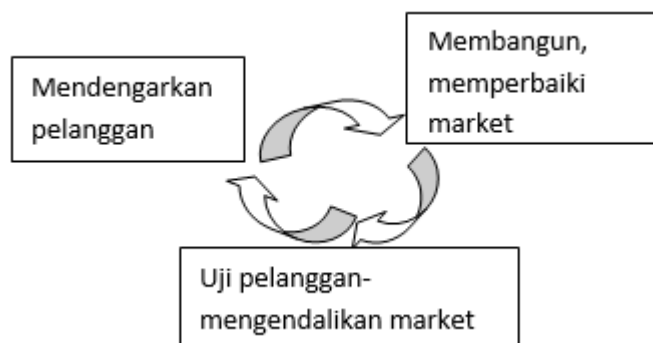 Mendengarkan
pelanggan
Membangun,
memperbaiki
market
Uji pelanggan-
mengendalikan market